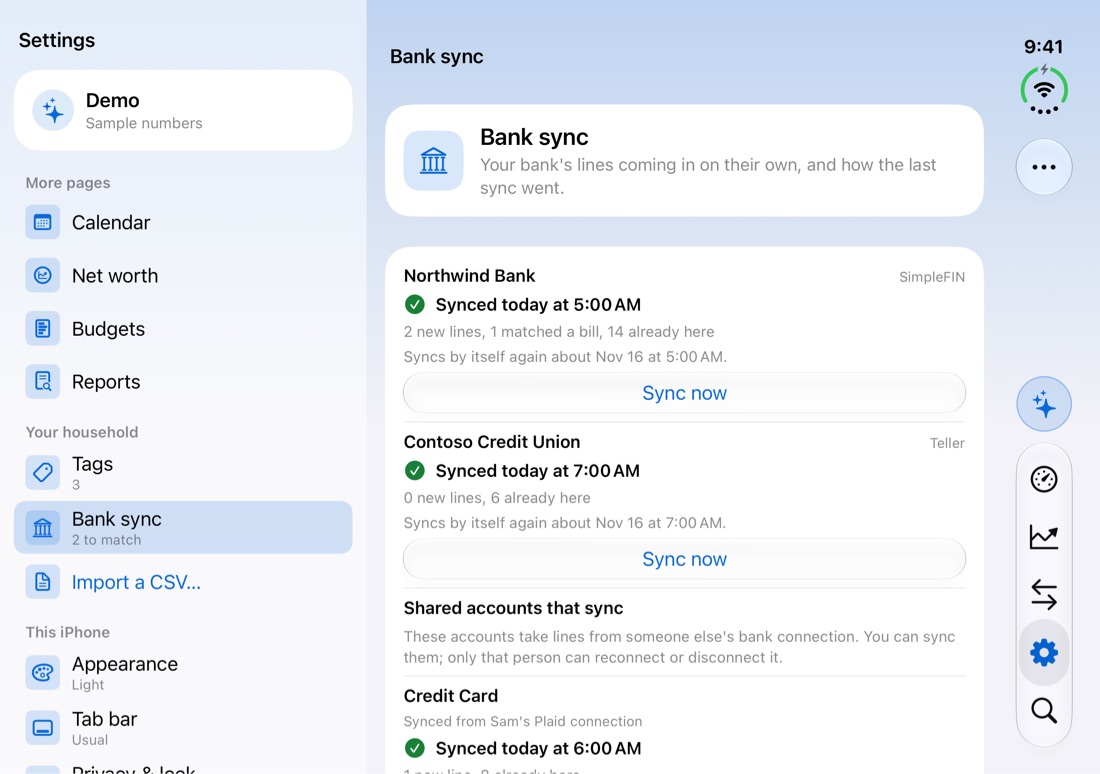 Settings
Demo
Sample numbers
More pages
Calendar
Net worth
Budgets
Reports
Your household
Tags
3
Bank sync
2 to match
Import a CSV...
This iPhone
Appearance
Light
Tab bar
Usual
Privacy & lock
Bank sync
Bank sync
Your bank's lines coming in on their own, and how the last
sync went.
Northwind Bank
SimpleFIN
Synced today at 5:00 AM
2 new lines, 1 matched a bill, 14 already here
Syncs by itself again about Nov 16 at 5:00 AM.
Sync now
Contoso Credit Union
Teller
Synced today at 7:00 AM
0 new lines, 6 already here
Syncs by itself again about Nov 16 at 7:00 AM.
Sync now
Shared accounts that sync
These accounts take lines from someone else's bank connection. You can sync
them; only that person can reconnect or disconnect it.
Credit Card
Synced from Sam's Plaid connection
Synced today at 6:00 AM
9:41